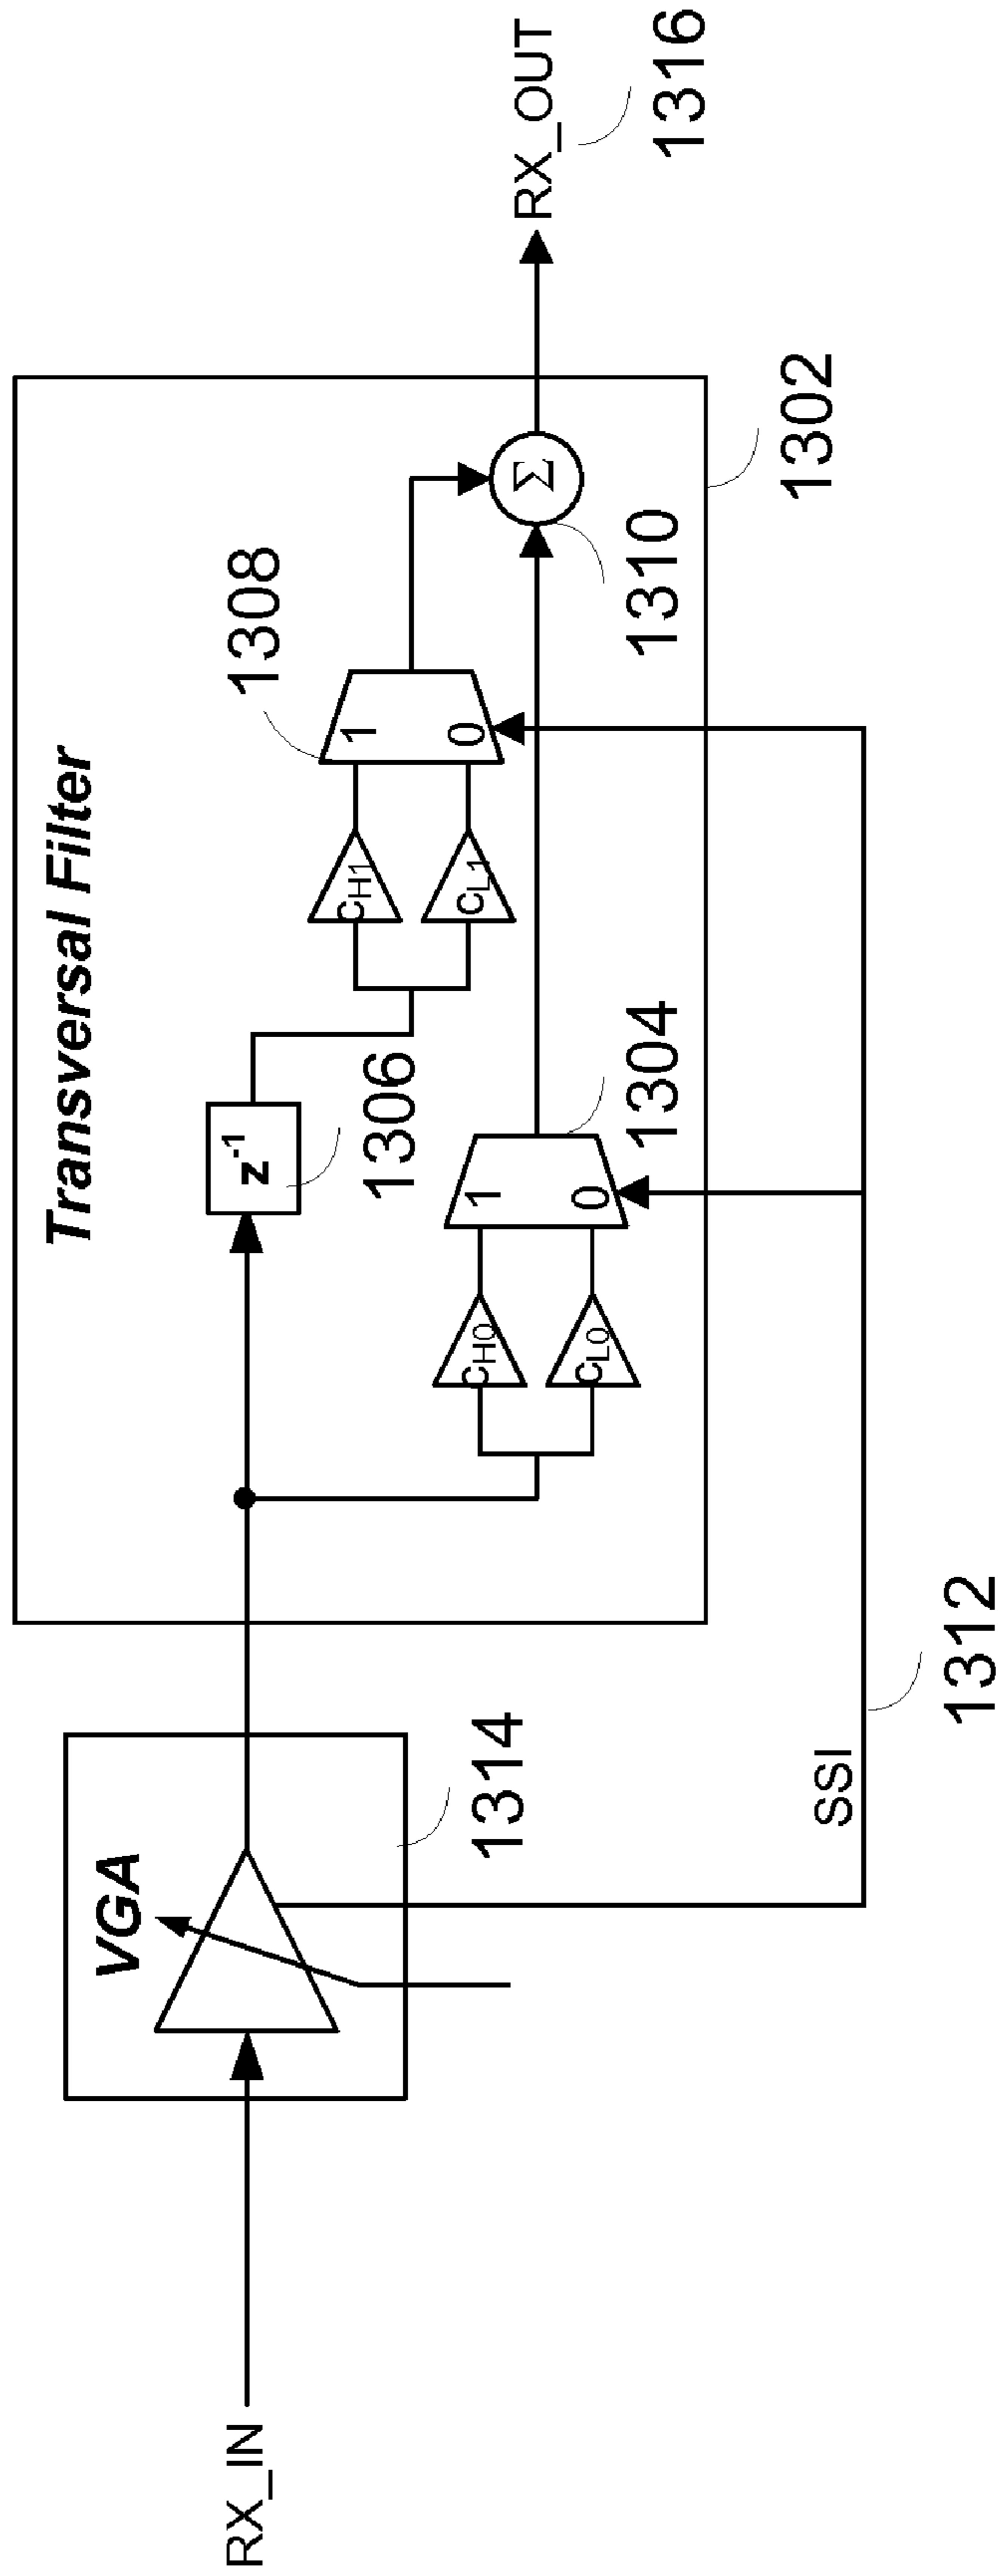 Transversal Filter
VGA
RX_IN
1314
SSI
1312
z-1
1306
CH0
CL0
1
0
1304
CH1
CL1
1
0
1308
Σ
1310
1302
RX_OUT
1316